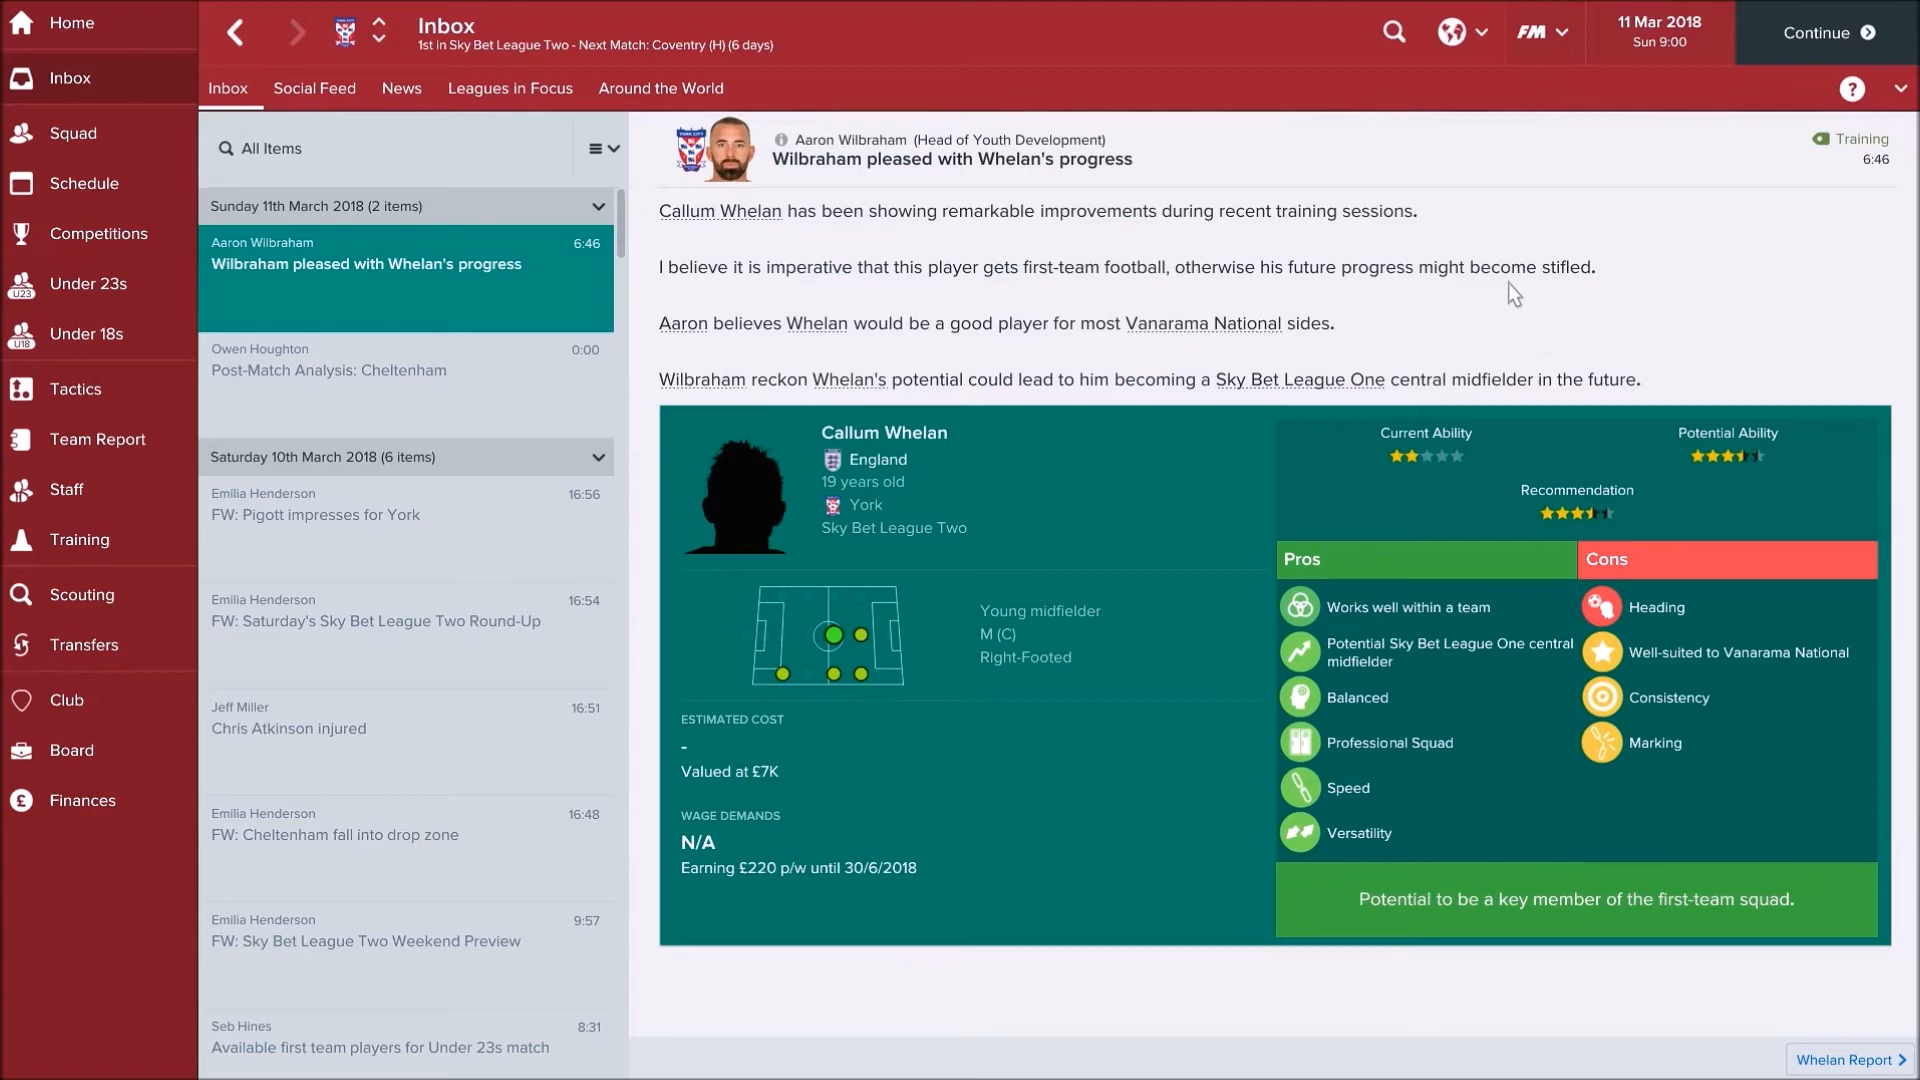 Home
Inbox
Squad
Schedule
Competitions
Under 23s
U23
Under 18s
U18
Tactics
Team Report
Staff
Training
Scouting
Transfers
Club
Board
Finances
Inbox
1st in Sky Bet League Two - Next Match: Coventry (H) (6 days)
FM
11 Mar 2018
Sun 9:00
Continue
Inbox
Social Feed
News
Leagues in Focus
Around the World
?
All Items
Sunday 11th March 2018 (2 items)
Aaron Wilbraham 6:46
Wilbraham pleased with Whelan's progress
Owen Houghton 0:00
Post-Match Analysis: Cheltenham
Saturday 10th March 2018 (6 items)
Emilia Henderson 16:56
FW: Pigott impresses for York
Emilia Henderson 16:54
FW: Saturday's Sky Bet League Two Round-Up
Jeff Miller 16:51
Chris Atkinson injured
Emilia Henderson 16:48
FW: Cheltenham fall into drop zone
Emilia Henderson 9:57
FW: Sky Bet League Two Weekend Preview
Seb Hines 8:31
Available first team players for Under 23s match
Aaron Wilbraham (Head of Youth Development)
Wilbraham pleased with Whelan's progress
Training
6:46
Callum Whelan has been showing remarkable improvements during recent training sessions.
I believe it is imperative that this player gets first-team football, otherwise his future progress might become stifled.
Aaron believes Whelan would be a good player for most Vanarama National sides.
Wilbraham reckon Whelan's potential could lead to him becoming a Sky Bet League One central midfielder in the future.
Callum Whelan
England
19 years old
York
Sky Bet League Two
Young midfielder
M (C)
Right-Footed
ESTIMATED COST
-
Valued at £7K
WAGE DEMANDS
N/A
Earning £220 p/w until 30/6/2018
Current Ability
Potential Ability
Recommendation
Pros
Works well within a team
Potential Sky Bet League One central
midfielder
Balanced
Professional Squad
Speed
Versatility
Cons
Heading
Well-suited to Vanarama National
Consistency
Marking
Potential to be a key member of the first-team squad.
Whelan Report